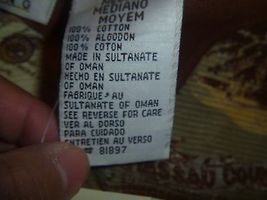 MEDIANO
MOYEM
100% COTTON
100% ALGODON
100% COTON
MADE IN SULTANATE
OF OMAN
HECHO EN SULTANATE
OF OMAN
FABRIQUE AU
SULTANATE OF OMAN
SEE REVERSE FOR CARE
VER AL DORSO
PARA CUIDADO
ENTRETIEN AU VERSO
81897